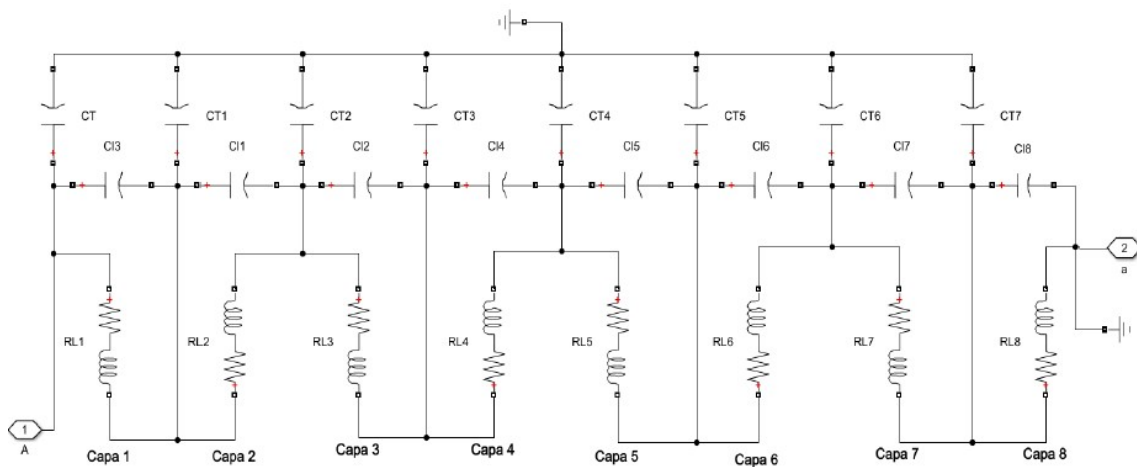 CT CT1 CT2 CT3 CT4 CT5 CT6 CT7
CI3 CI1 CI2 CI4 CI5 CI6 CI7 CI8
2
a
RL1 RL2 RL3 RL4 RL5 RL6 RL7 RL8
1
A
Capa 1 Capa 2 Capa 3 Capa 4 Capa 5 Capa 6 Capa 7 Capa 8